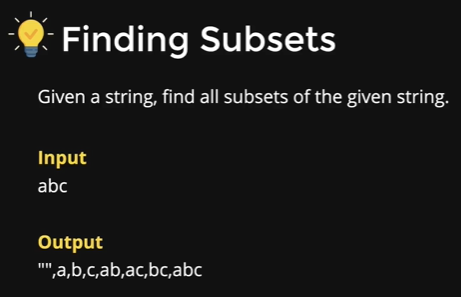 Finding Subsets
Given a string, find all subsets of the given string.
Input
abc
Output
"",a,b,c,ab,ac,bc,abc